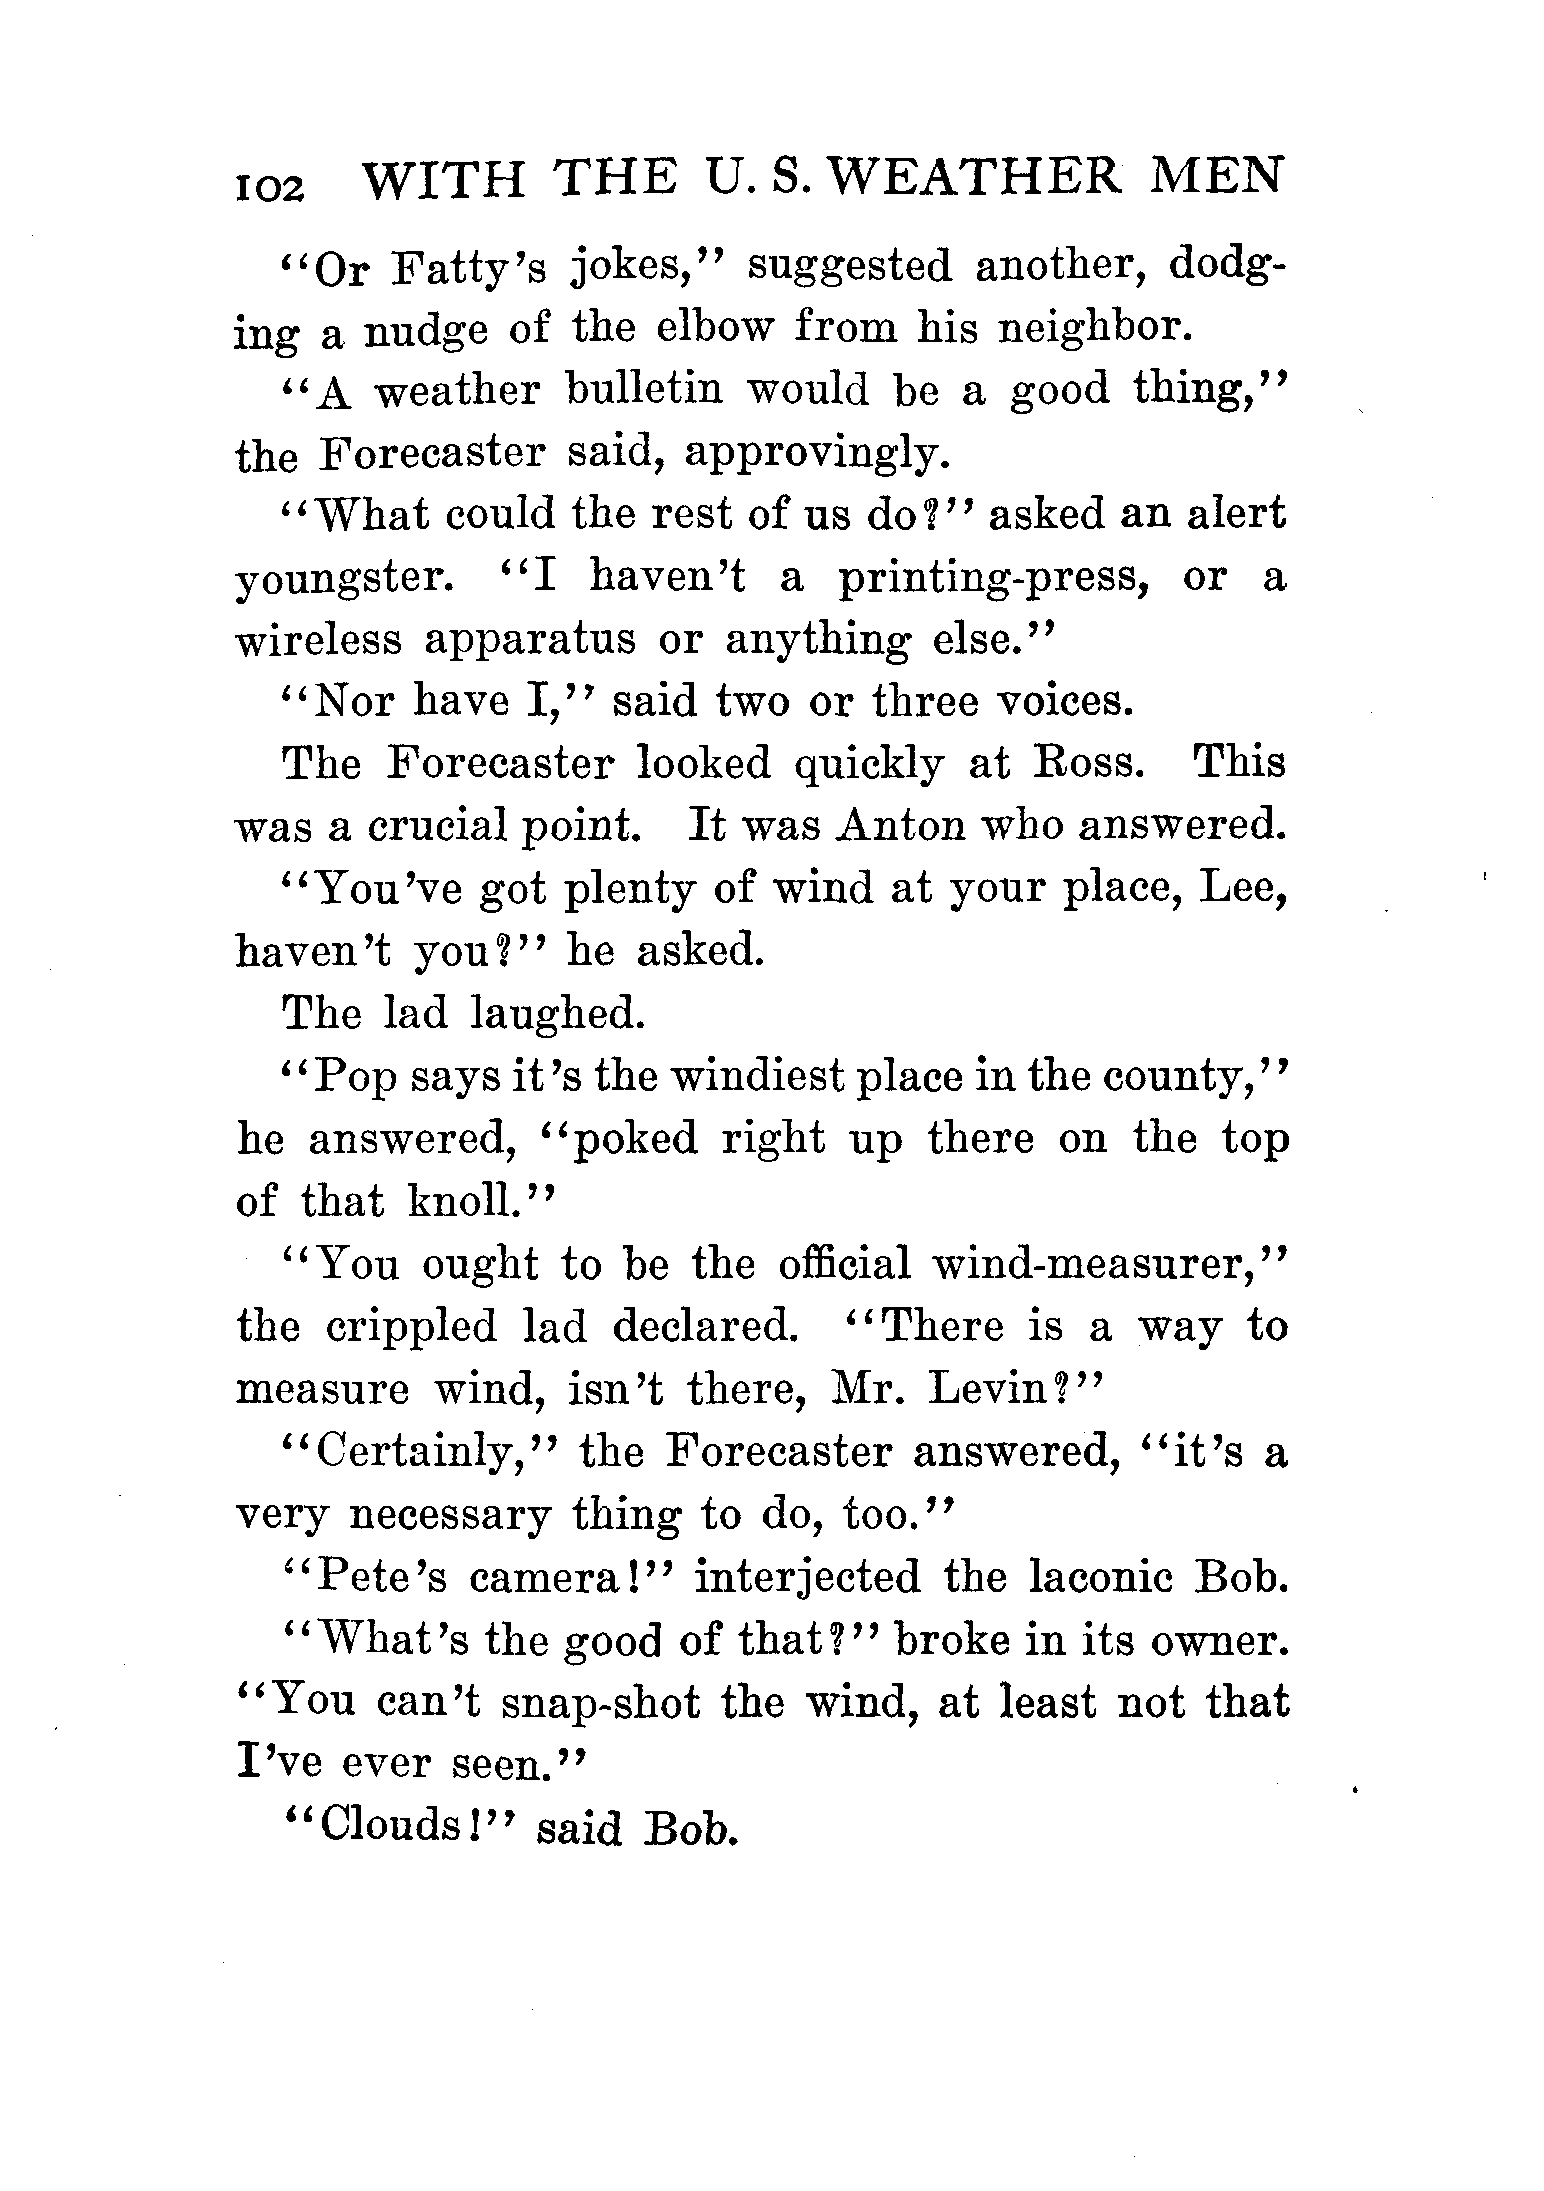 102 WITH THE U. S. WEATHER MEN
"Or Fatty's jokes," suggested another, dodg-
ing a nudge of the elbow from his neighbor.
"A weather bulletin would be a good thing,"
the Forecaster said, approvingly.
"What could the rest of us do?" asked an alert
youngster. "I haven't a printing-press, or a
wireless apparatus or anything else."
"Nor have I," said two or three voices.
The Forecaster looked quickly at Ross. This
was a crucial point. It was Anton who answered.
"You've got plenty of wind at your place, Lee,
haven't you?" he asked.
The lad laughed.
"Pop says it's the windiest place in the county,"
he answered, "poked right up there on the top
of that knoll."
"You ought to be the official wind-measurer,"
the crippled lad declared. "There is a way to
measure wind, isn't there, Mr. Levin?"
"Certainly," the Forecaster answered, "it's a
very necessary thing to do, too."
"Pete's camera!" interjected the laconic Bob.
"What's the good of that?" broke in its owner.
"You can't snap-shot the wind, at least not that
I've ever seen."
"Clouds!" said Bob.